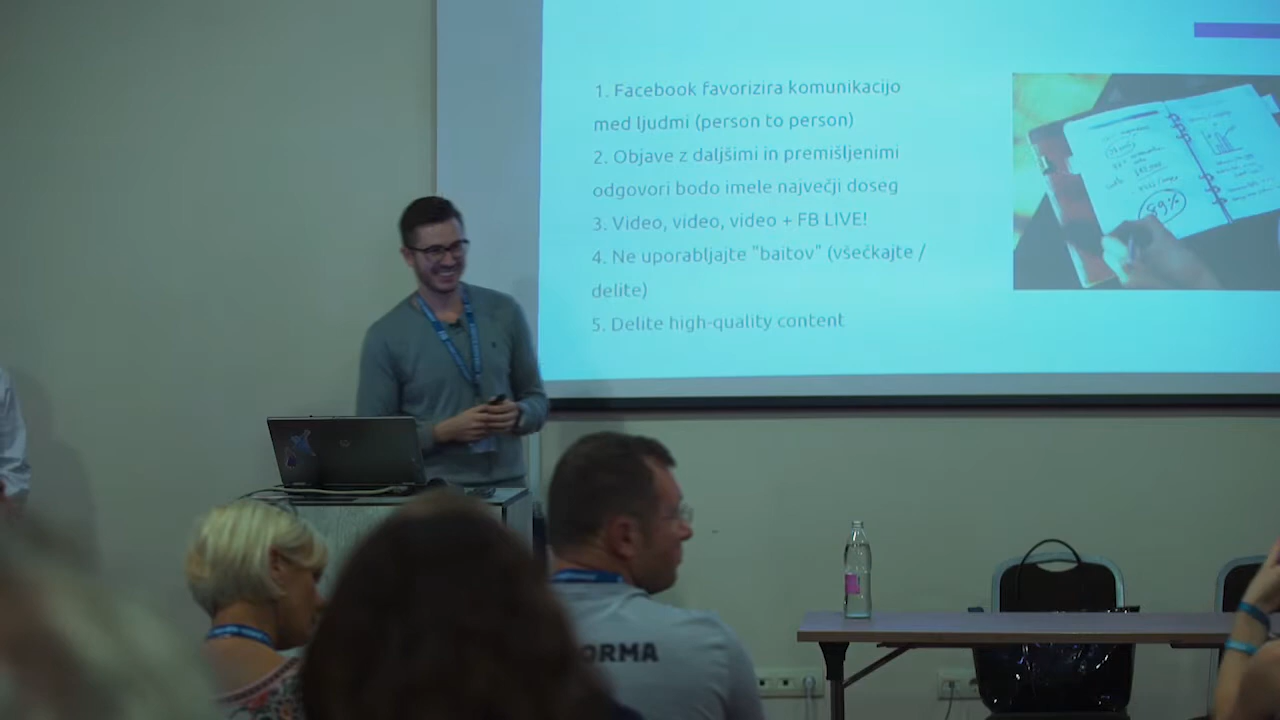 1. Facebook favorizira komunikacijo
med ljudmi (person to person)
2. Objave z daljšimi in premišljenimi
odgovori bodo imele največji doseg
3. Video, video, video + FB LIVE!
4. Ne uporabljajte "baitov" (všečkajte /
delite)
5. Delite high-quality content
89%
ORMA